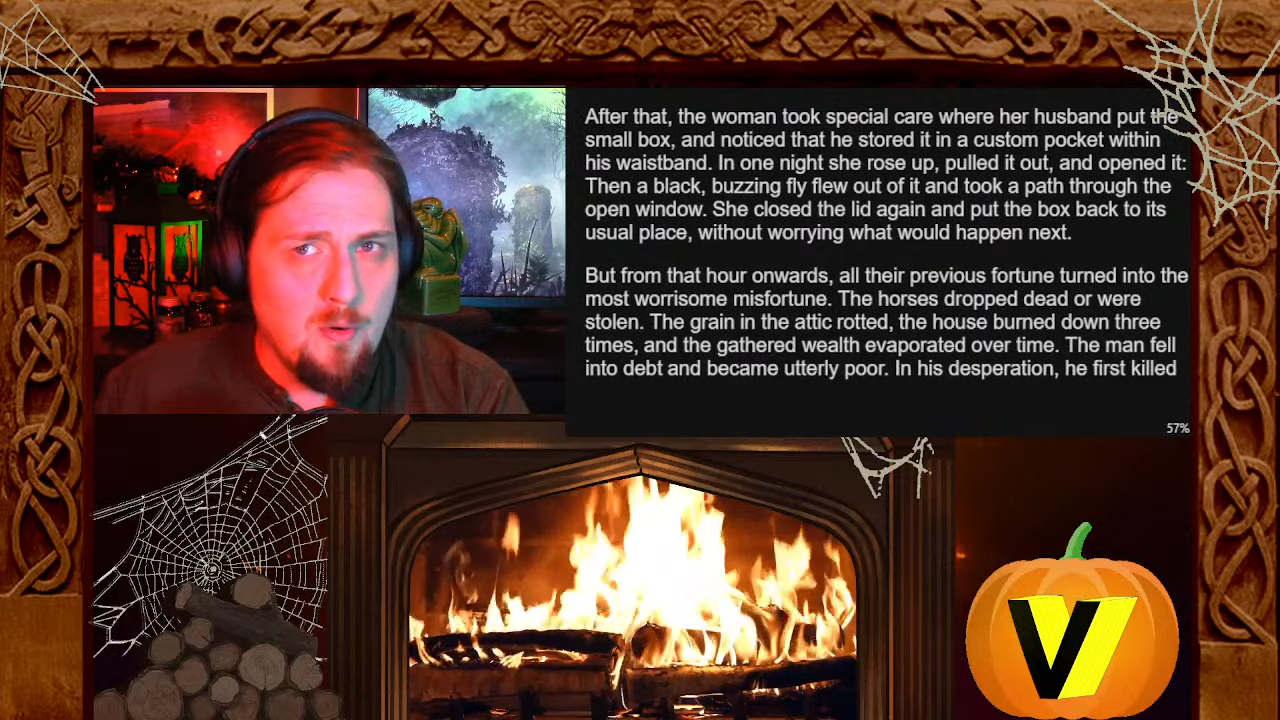 After that, the woman took special care where her husband put the
small box, and noticed that he stored it in a custom pocket within
his waistband. In one night she rose up, pulled it out, and opened it:
Then a black, buzzing fly flew out of it and took a path through the
open window. She closed the lid again and put the box back to its
usual place, without worrying what would happen next.
But from that hour onwards, all their previous fortune turned into the
most worrisome misfortune. The horses dropped dead or were
stolen. The grain in the attic rotted, the house burned down three
times, and the gathered wealth evaporated over time. The man fell
into debt and became utterly poor. In his desperation, he first killed
57%
V